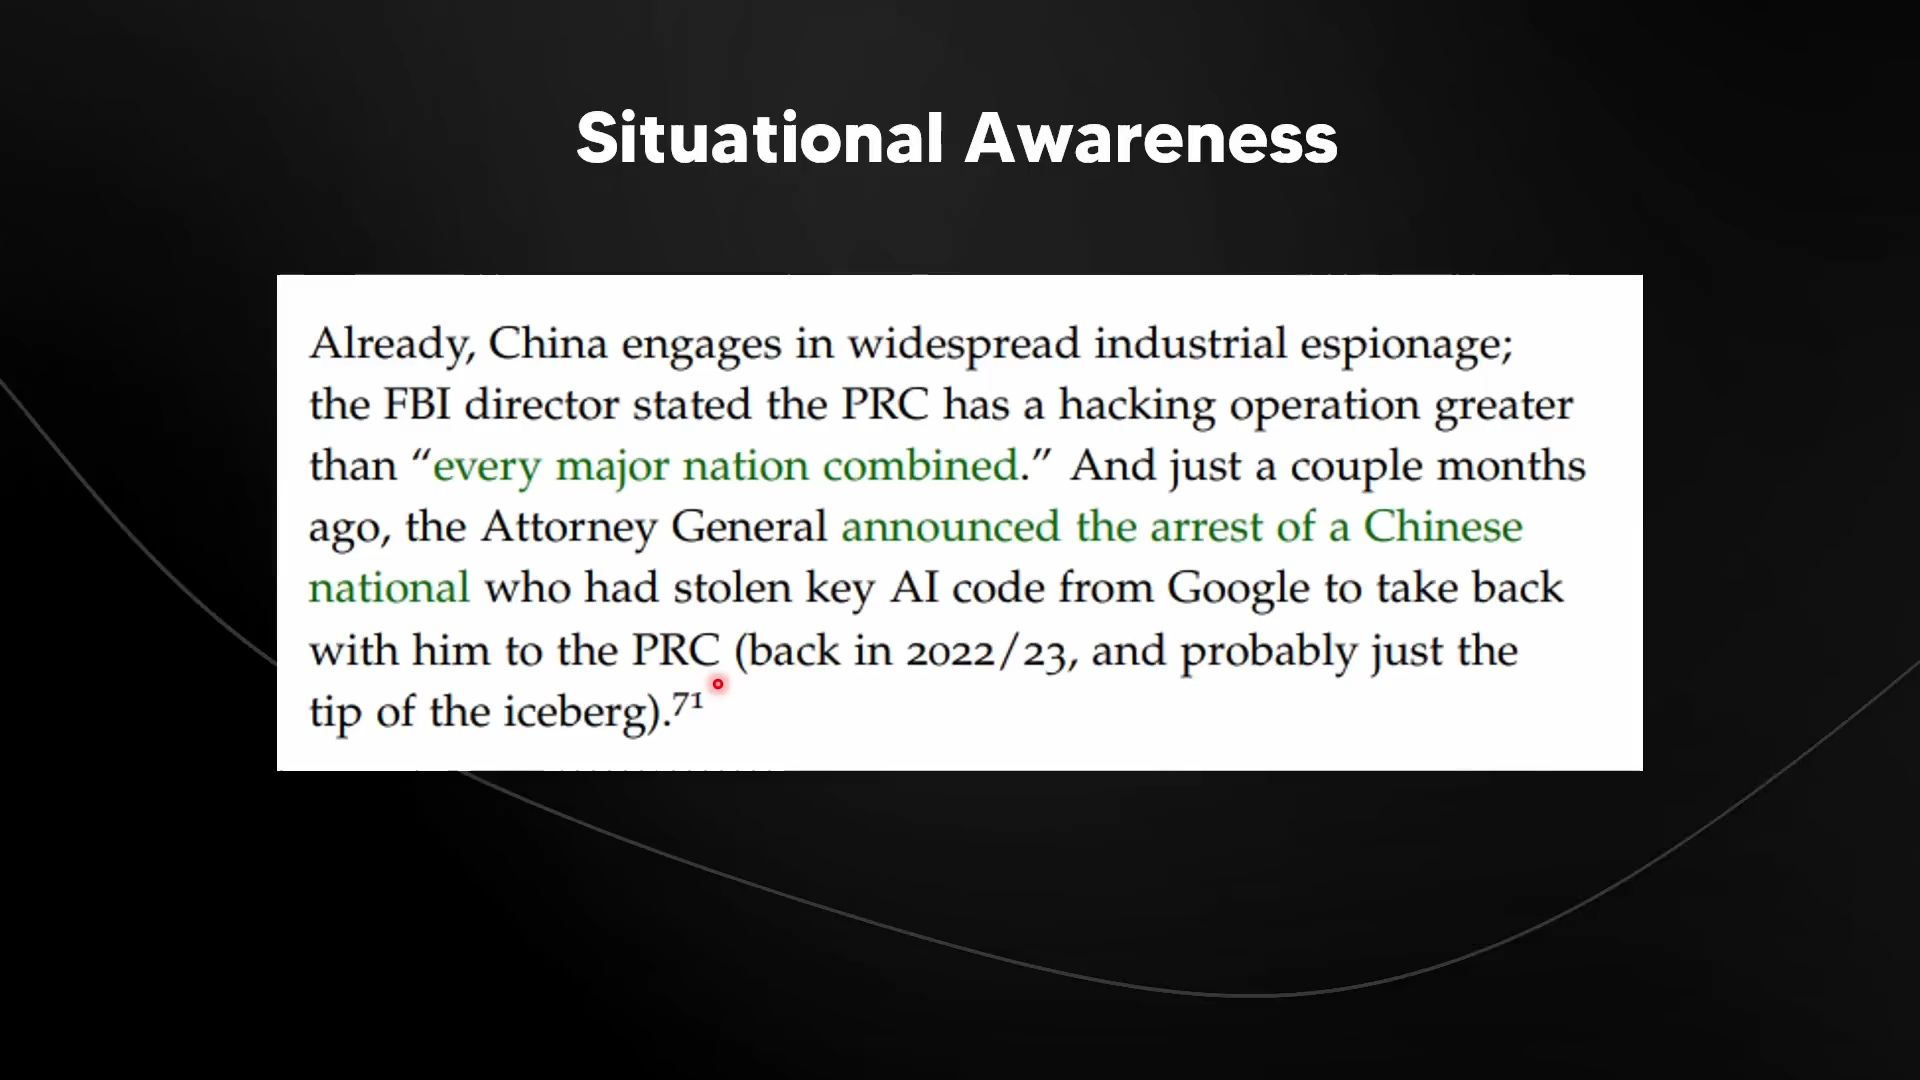 Situational Awareness
Already, China engages in widespread industrial espionage;
the FBI director stated the PRC has a hacking operation greater
than “every major nation combined.” And just a couple months
ago, the Attorney General announced the arrest of a Chinese
national who had stolen key AI code from Google to take back
with him to the PRC (back in 2022/23, and probably just the
tip of the iceberg).71